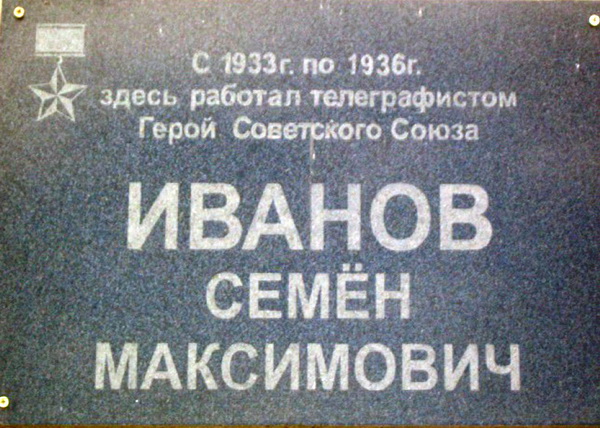 С 1933г. по 1936г.
здесь работал телеграфистом
Герой Советского Союза
ИВАНОВ
СЕМЁН
МАКСИМОВИЧ